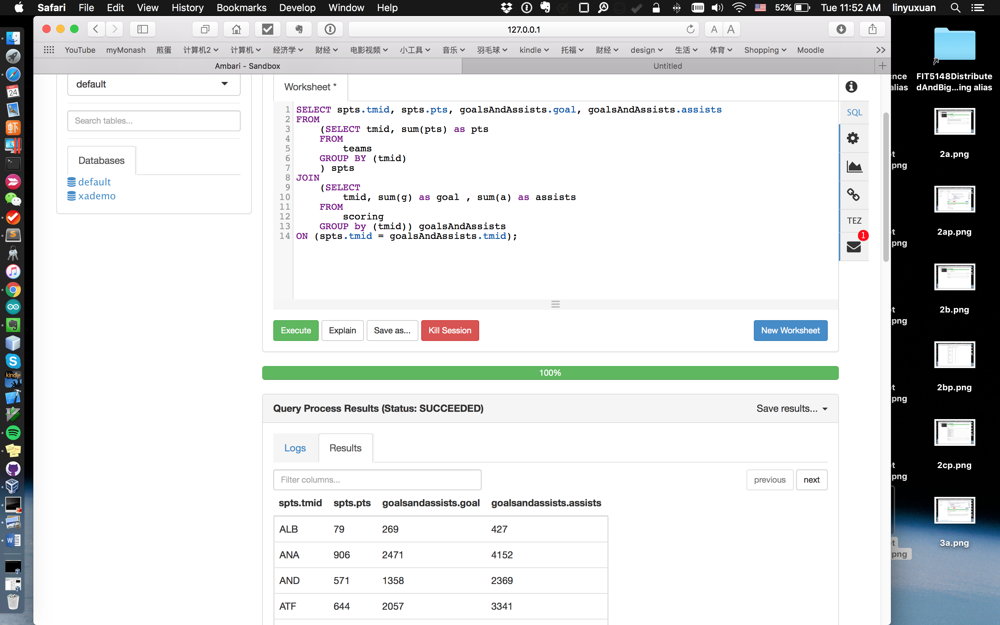 Safari File Edit View History Bookmarks Develop Window Help 52% Tue 11:52 AM linyuxuan
127.0.0.1 A A
YouTube myMonash 煎蛋 计算机2 计算机 经济学 财经 电影视频 小工具 音乐 羽毛球 kindle 托福 财经 design 生活 体育 Shopping Moodle
Ambari - Sandbox Untitled
default
Search tables...
Databases
default
xademo
Worksheet *
1 SELECT spts.tmid, spts.pts, goalsAndAssists.goal, goalsAndAssists.assists
2 FROM
3 (SELECT tmid, sum(pts) as pts
4 FROM
5 teams
6 GROUP BY (tmid)
7 ) spts
8 JOIN
9 (SELECT
10 tmid, sum(g) as goal , sum(a) as assists
11 FROM
12 scoring
13 GROUP by (tmid)) goalsAndAssists
14 ON (spts.tmid = goalsAndAssists.tmid);
SQL
TEZ
1
Execute Explain Save as... Kill Session New Worksheet
100%
Query Process Results (Status: SUCCEEDED) Save results...
Logs Results
Filter columns... previous next
spts.tmid spts.pts goalsandassists.goal goalsandassists.assists
ALB 79 269 427
ANA 906 2471 4152
AND 571 1358 2369
ATF 644 2057 3341
FIT5148Distribute
dAndBig...ing alias
2a.png
2ap.png
2b.png
2bp.png
2cp.png
3a.png
MAY
24
虾
kindle